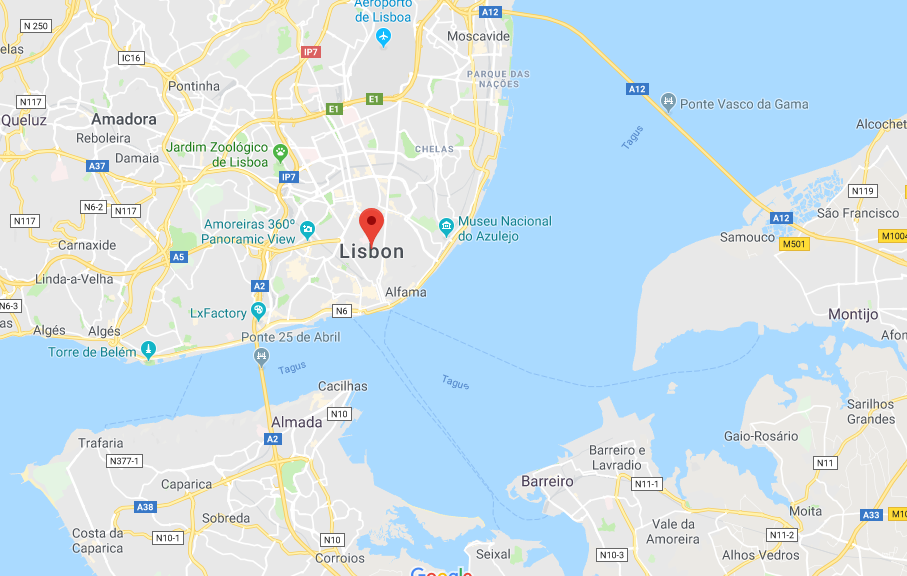 Aeroporto
de Lisboa
A12
N 250
Moscavide
elas
IC16
IP7
PARQUE DAS
NAÇÕES
Pontinha
A12
N117
E1
E1
Ponte Vasco da Gama
Queluz
Amadora
Alcochet
Reboleira
Tagus
Jardim Zoológico
de Lisboa
CHELAS
Damaia
A37
IP7
N119
N6-2
N117
N117
A12
São Francisco
Amoreiras 360°
Panoramic View
Museu Nacional
do Azulejo
M1004
Samouco
M501
Carnaxide
Lisbon
A5
Linda-a-Velha
A2
Alfama
N6-3
LxFactory
N6
Montijo
as
Algés
Algés
Afon
Ponte 25 de Abril
Torre de Belém
Tagus
Tagus
Cacilhas
Sarilhos
Grandes
N10
Almada
A2
Trafaria
Gaio-Rosário
Barreiro e
Lavradio
N377-1
N11
Caparica
Barreiro
N11-1
A38
Moita
A33
M10
Sobreda
Vale da
Amoreira
Costa da
Caparica
N10-1
N10
N11-2
Corroios
Seixal
N10-3
Alhos Vedros
Google